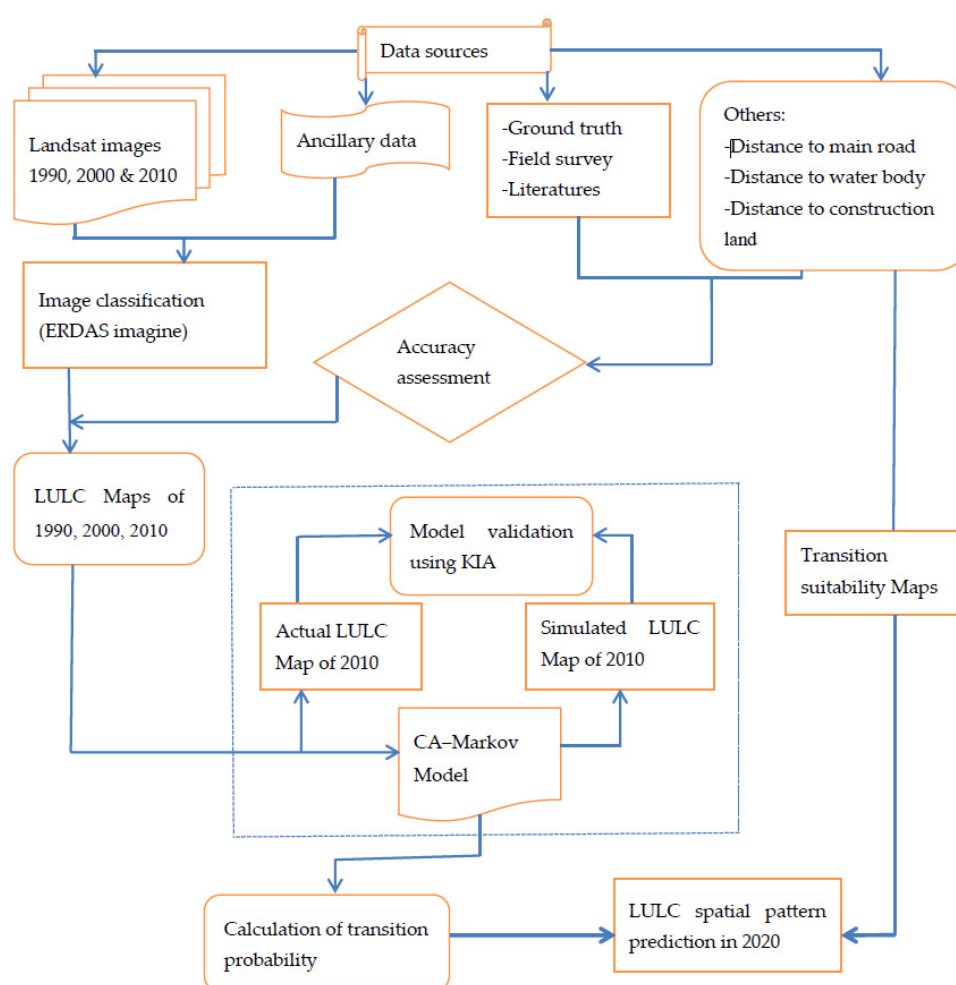 Data sources
Landsat images
1990, 2000 & 2010
Ancillary data
-Ground truth
-Field survey
-Literatures
Others:
-Distance to main road
-Distance to water body
-Distance to construction
land
Image classification
(ERDAS imagine)
Accuracy
assessment
LULC Maps of
1990, 2000, 2010
Model validation
using KIA
Actual LULC
Map of 2010
Simulated LULC
Map of 2010
Transition
suitability Maps
CA–Markov
Model
Calculation of transition
probability
LULC spatial pattern
prediction in 2020